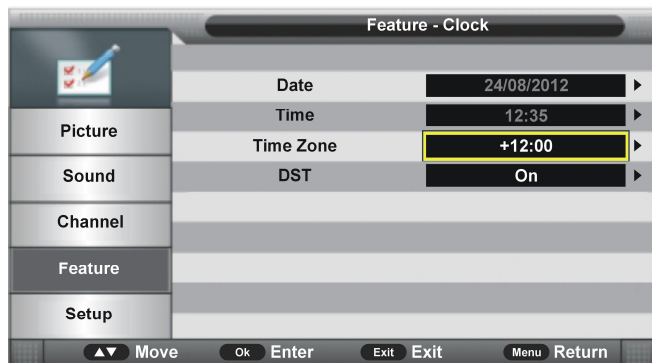 Feature - Clock
Date 24/08/2012
Time 12:35
Time Zone +12:00
DST On
Picture
Sound
Channel
Feature
Setup
▲▼ Move Ok Enter Exit Exit Menu Return